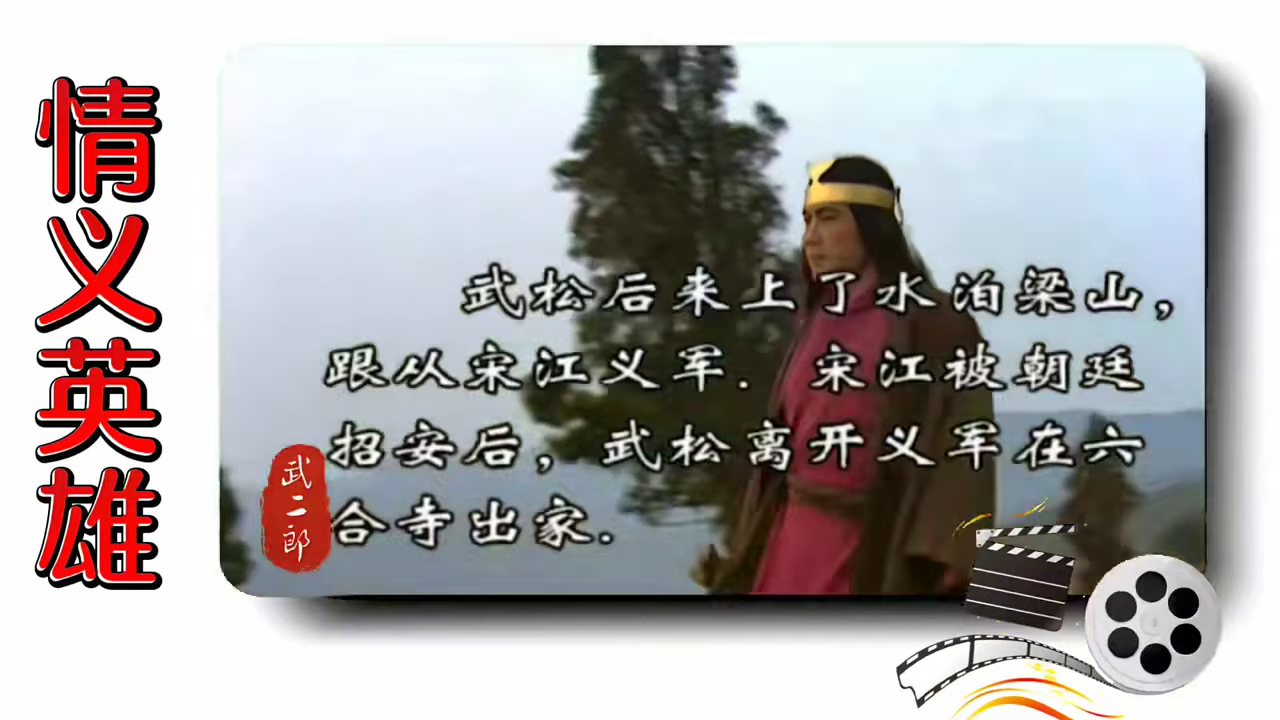 情义英雄
武松后来上了水泊梁山，
跟从宋江义军．宋江被朝廷
招安后，武松离开义军在六
合寺出家．
武二郎